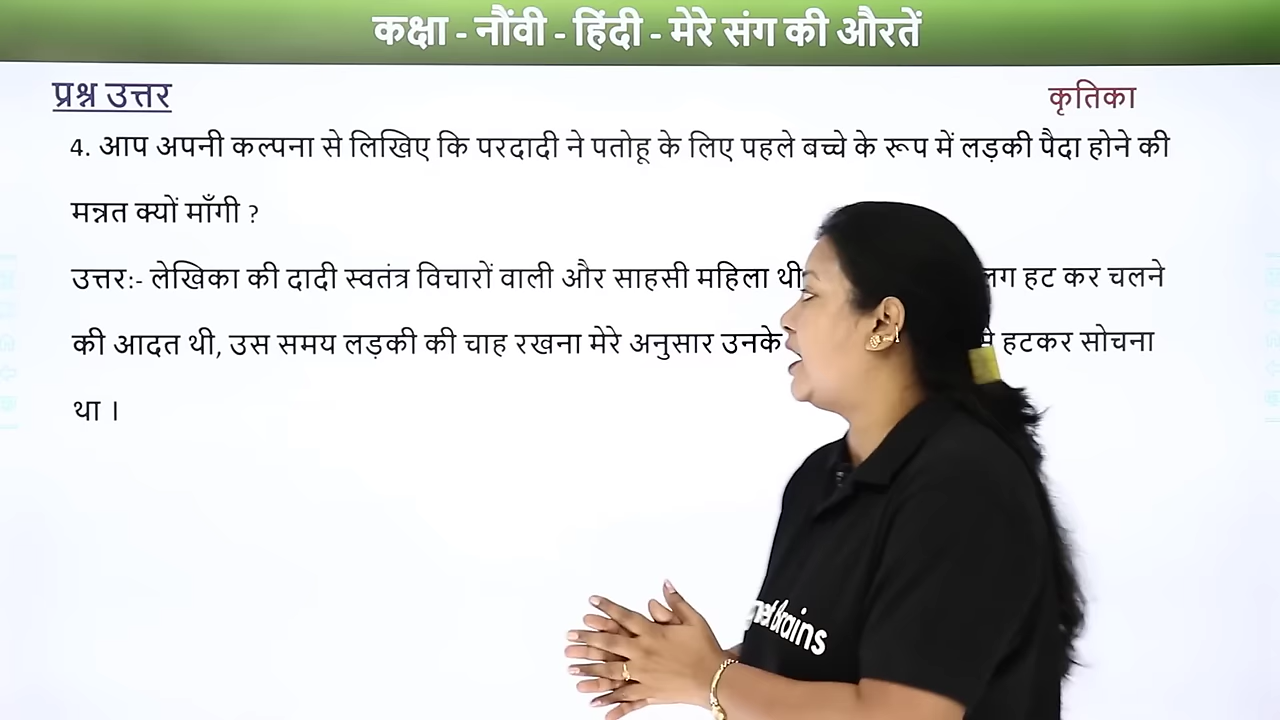 कक्षा - नौंवी - हिंदी - मेरे संग की औरतें
प्रश्न उत्तर
कृतिका
4. आप अपनी कल्पना से लिखिए कि परदादी ने पतोहू के लिए पहले बच्चे के रूप में लड़की पैदा होने की
मन्नत क्यों माँगी ?
उत्तर:- लेखिका की दादी स्वतंत्र विचारों वाली और साहसी महिला थी हट कर चलने
की आदत थी, उस समय लड़की की चाह रखना मेरे अनुसार उनके हटकर सोचना
था ।
Brains